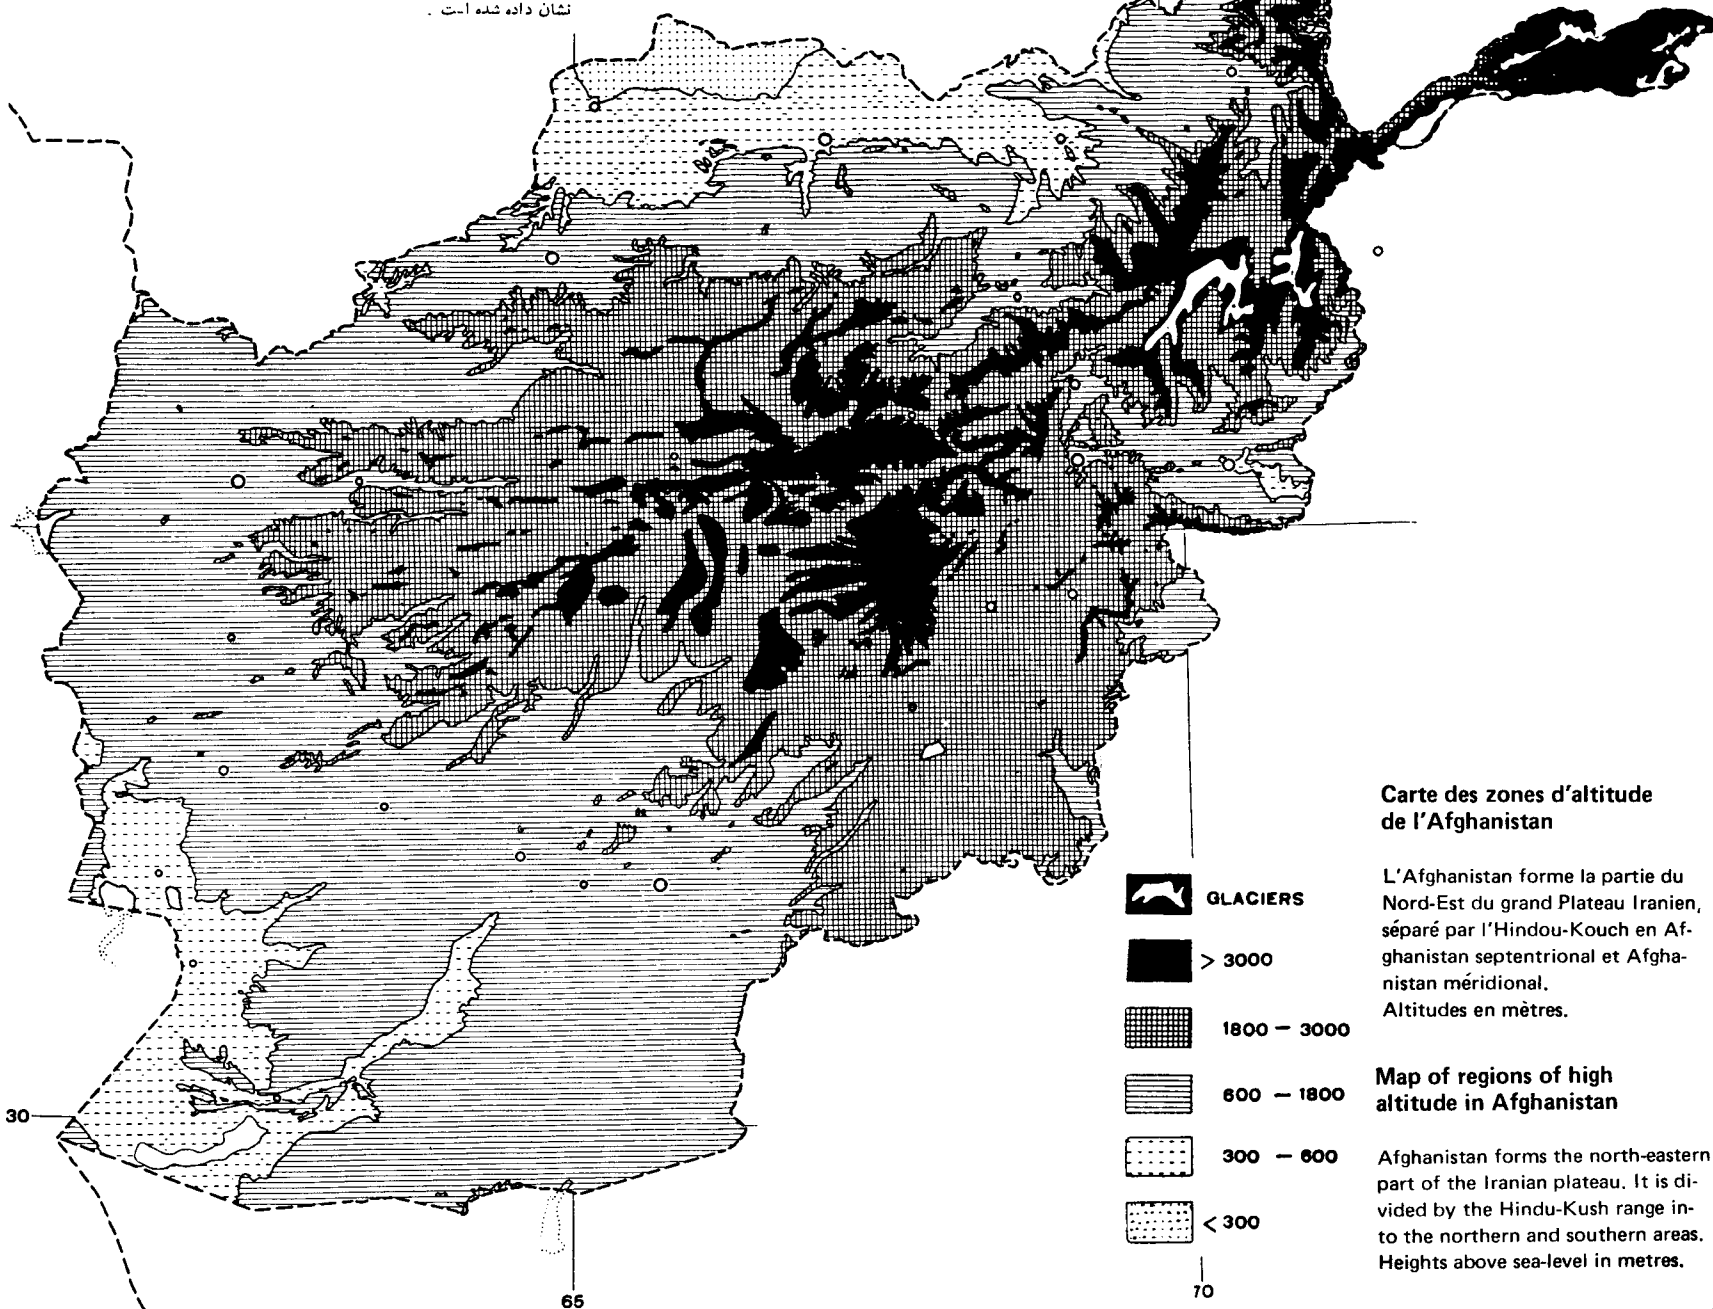 نشان داده شده است .
Carte des zones d'altitude
de l'Afghanistan
L'Afghanistan forme la partie du
Nord-Est du grand Plateau Iranien,
séparé par l'Hindou-Kouch en Af-
ghanistan septentrional et Afgha-
nistan méridional.
Altitudes en mètres.
Map of regions of high
altitude in Afghanistan
Afghanistan forms the north-eastern
part of the Iranian plateau. It is di-
vided by the Hindu-Kush range in-
to the northern and southern areas.
Heights above sea-level in metres.
GLACIERS
> 3000
1800 — 3000
600 — 1800
300 — 600
< 300
30
65
70